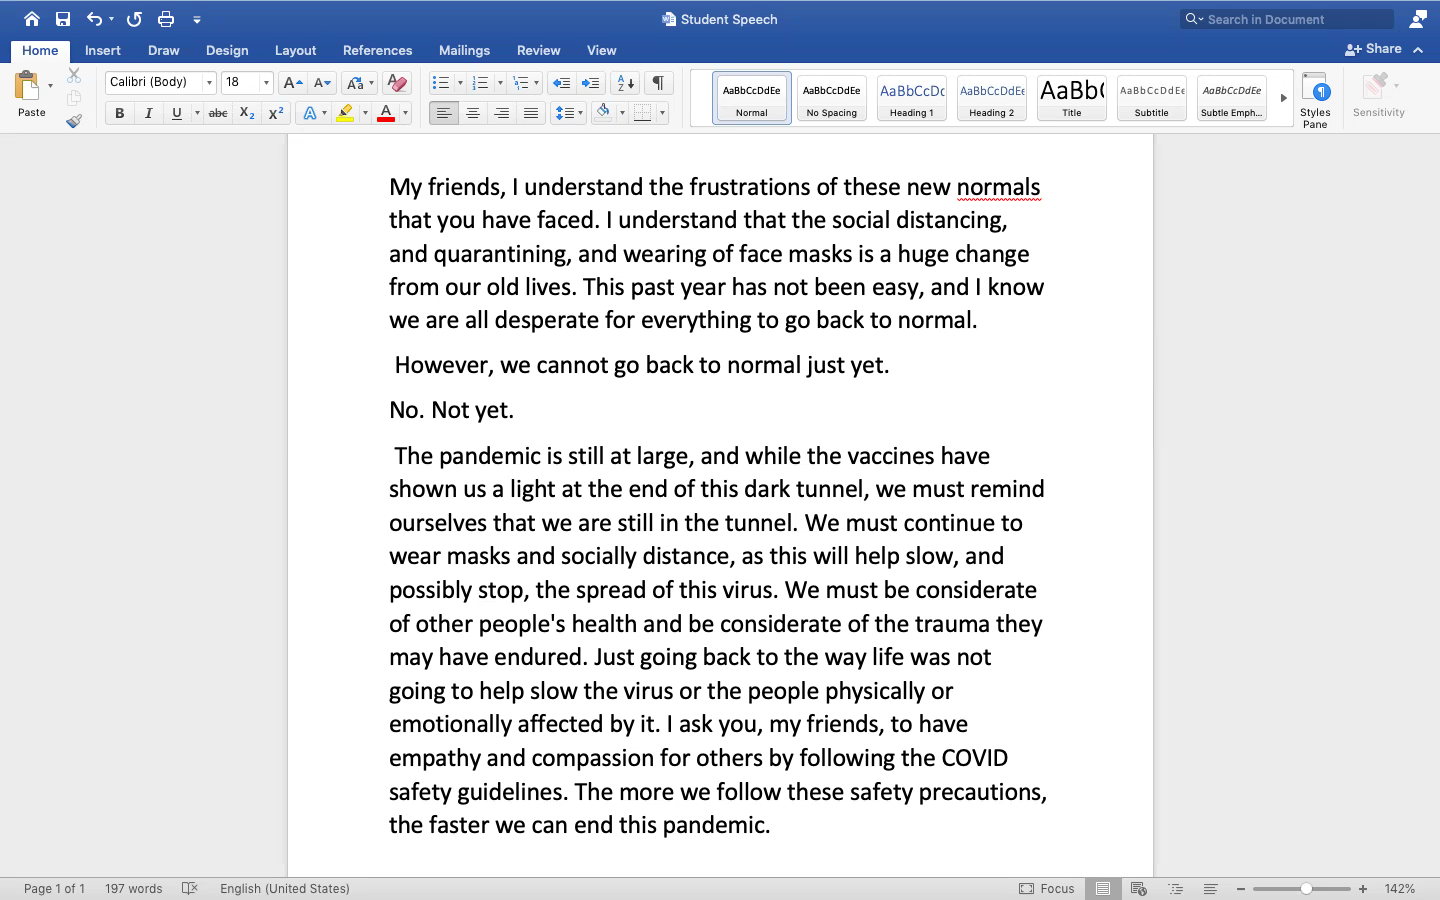 Student Speech
Search in Document
Home Insert Draw Design Layout References Mailings Review View
Share
Paste
Calibri (Body) 18
B I U abc X2 X2 A A
A A Aa A
A Z
AaBbCcDdEe AaBbCcDdEe AaBbCcDc AaBbCcDdEe AaBb( AaBbCcDdEe AaBbCcDdEe
Normal No Spacing Heading 1 Heading 2 Title Subtitle Subtle Emph...
Styles Pane
Sensitivity
My friends, I understand the frustrations of these new normals
that you have faced. I understand that the social distancing,
and quarantining, and wearing of face masks is a huge change
from our old lives. This past year has not been easy, and I know
we are all desperate for everything to go back to normal.
However, we cannot go back to normal just yet.
No. Not yet.
The pandemic is still at large, and while the vaccines have
shown us a light at the end of this dark tunnel, we must remind
ourselves that we are still in the tunnel. We must continue to
wear masks and socially distance, as this will help slow, and
possibly stop, the spread of this virus. We must be considerate
of other people's health and be considerate of the trauma they
may have endured. Just going back to the way life was not
going to help slow the virus or the people physically or
emotionally affected by it. I ask you, my friends, to have
empathy and compassion for others by following the COVID
safety guidelines. The more we follow these safety precautions,
the faster we can end this pandemic.
Page 1 of 1 197 words English (United States) Focus 142%